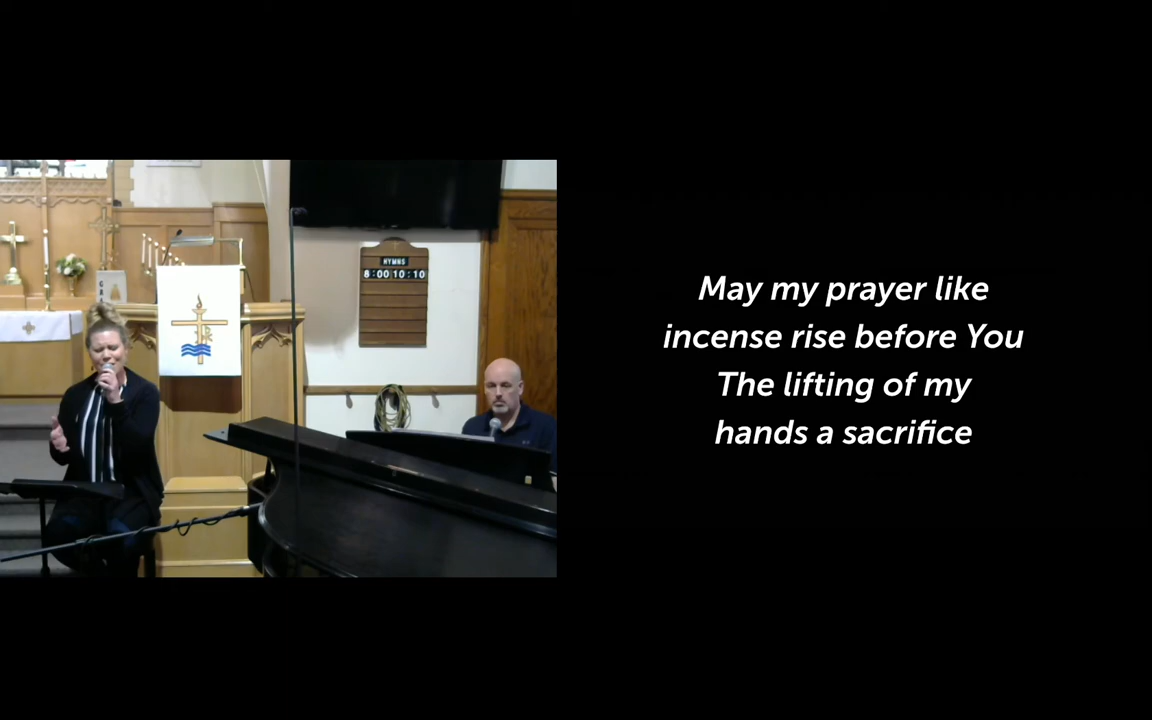 HYMNS
8:00 10:10
May my prayer like
incense rise before You
The lifting of my
hands a sacrifice